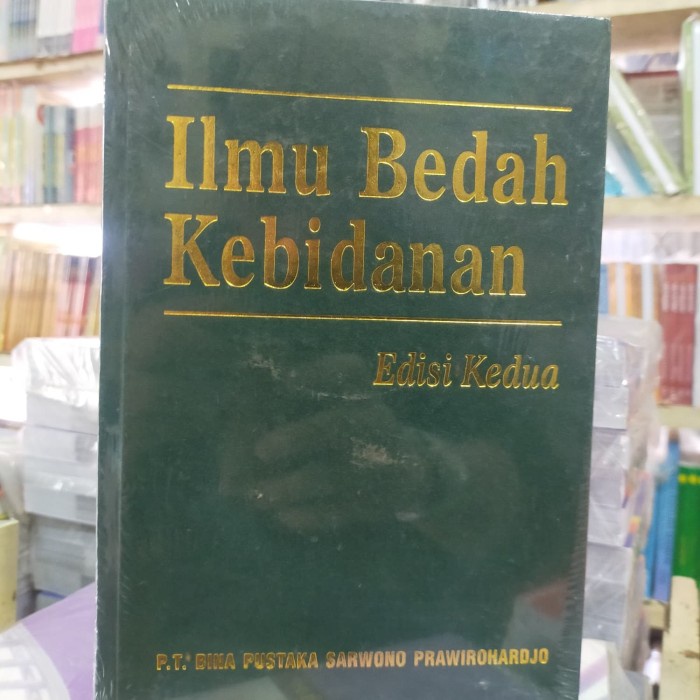 Ilmu Bedah
Kebidanan
Edisi Kedua
P.T. BINA PUSTAKA SARWONO PRAWIROHARDJO